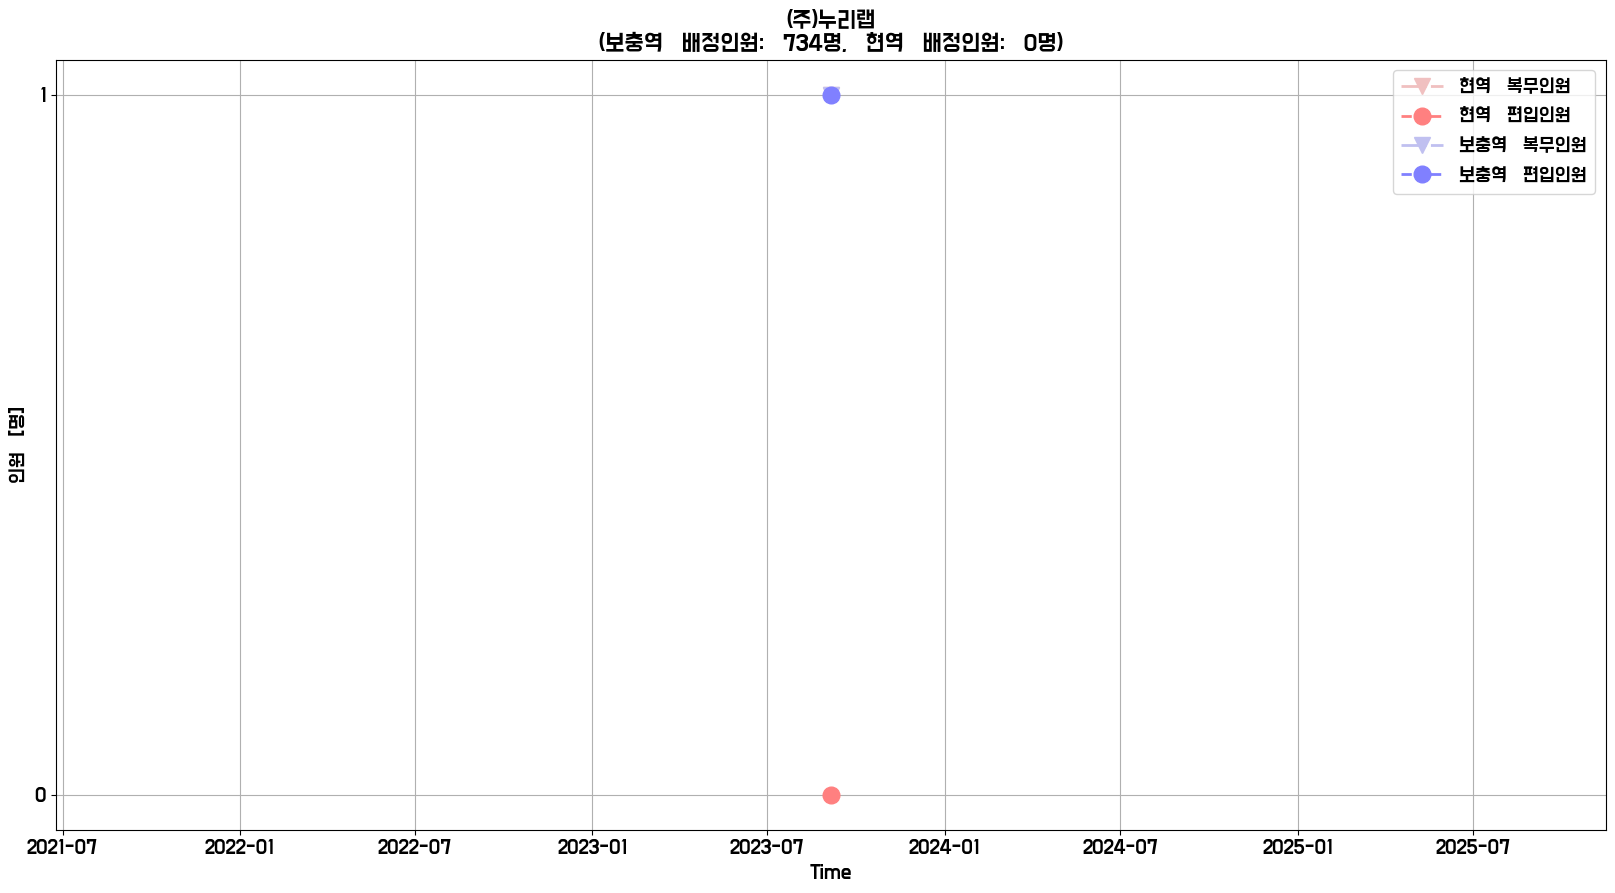 (주)누리랩
(보충역 배정인원: 734명, 현역 배정인원: 0명)
현역 복무인원
현역 편입인원
보충역 복무인원
보충역 편입인원
인원 [명]
1
0
2021-07 2022-01 2022-07 2023-01 2023-07 2024-01 2024-07 2025-01 2025-07
Time